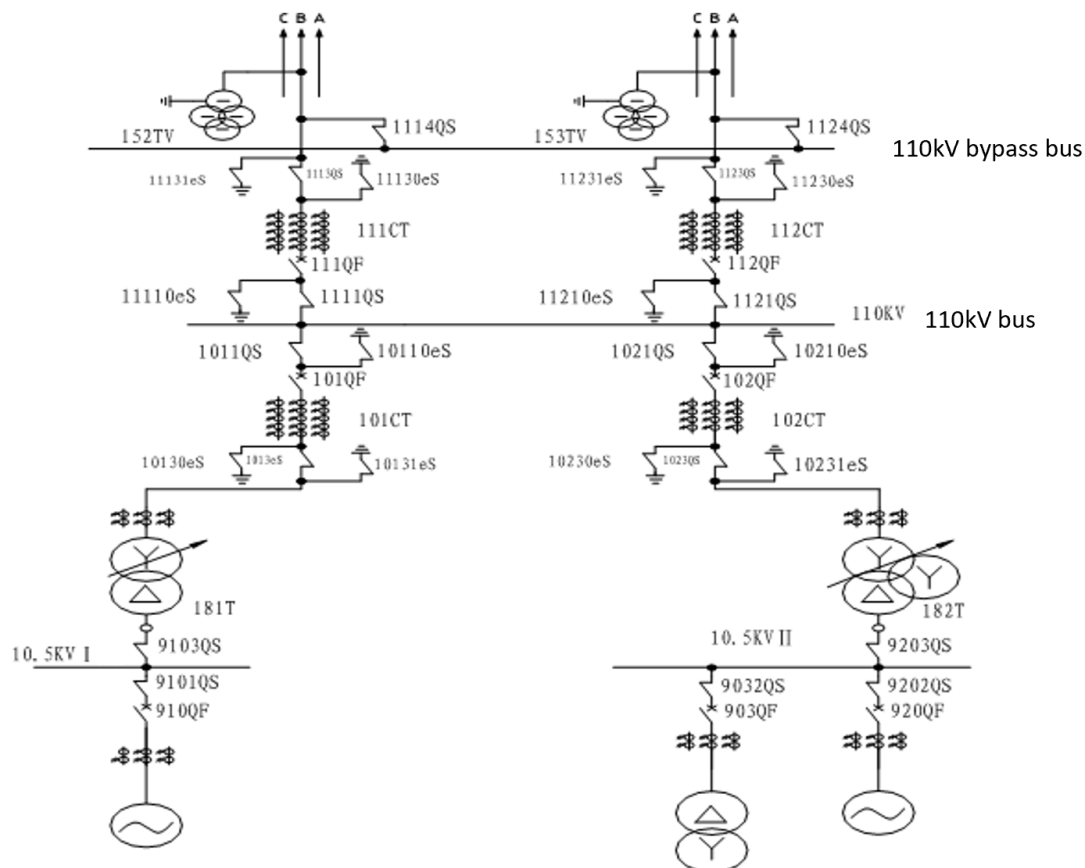 C B A
C B A
152TV
1114QS
153TV
1124QS
110kV bypass bus
11131eS
1113QS
11130eS
11231eS
1123QS
11230eS
111CT
112CT
111QF
112QF
11110eS
1111QS
11210eS
1121QS
110KV
110kV bus
1011QS
10110eS
1021QS
10210eS
101QF
102QF
101CT
102CT
10130eS
1013eS
10131eS
10230eS
1023QS
10231eS
181T
182T
10.5KV I
9103QS
10.5KV II
9203QS
9101QS
9032QS
9202QS
910QF
903QF
920QF